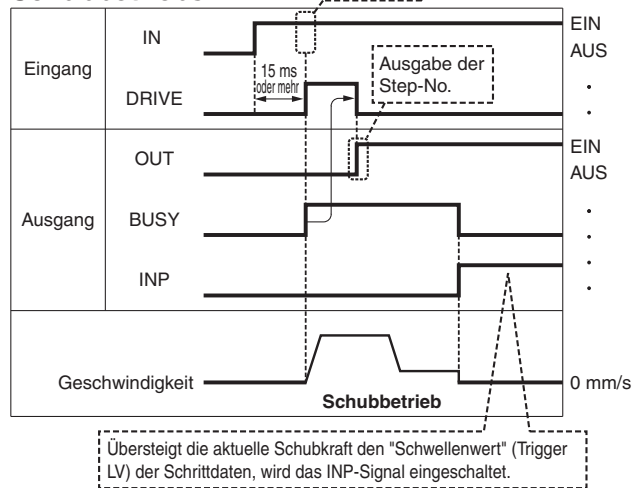 IN
EIN
AUS
Eingang
15 ms
oder mehr
Ausgabe der
Step-No.
DRIVE
OUT
EIN
AUS
Ausgang
BUSY
INP
Geschwindigkeit
0 mm/s
Schubbetrieb
Übersteigt die aktuelle Schubkraft den "Schwellenwert" (Trigger
LV) der Schrittdaten, wird das INP-Signal eingeschaltet.